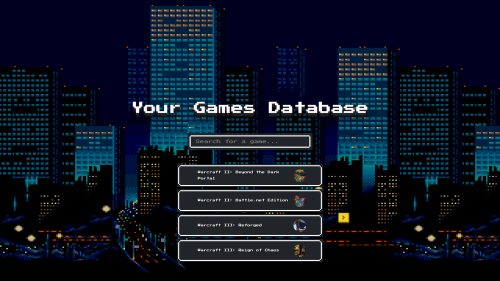 Your Games Database
Search for a game...
Warcraft II: Beyond the Dark
Portal
Warcraft II: Battle.net Edition
Warcraft III: Reforged
Warcraft III: Reign of Chaos